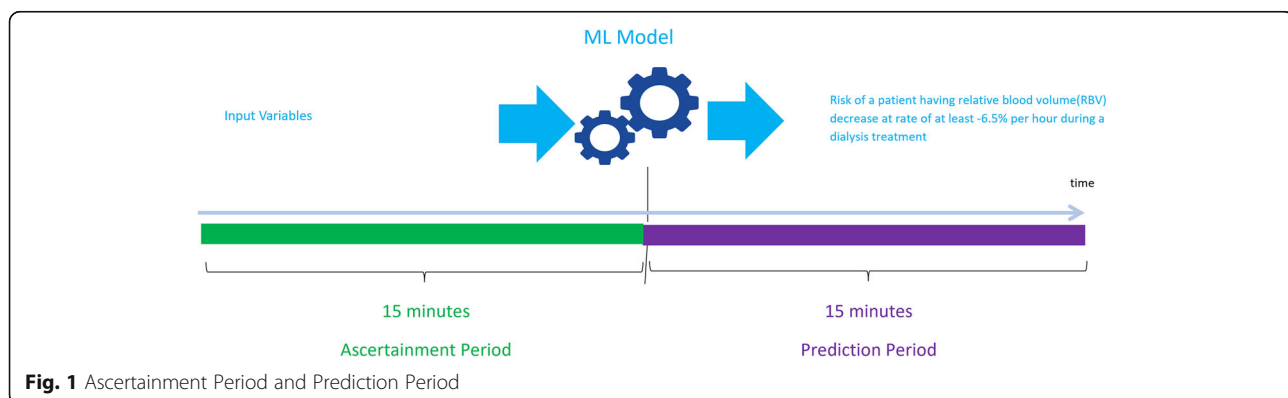 ML Model
Input Variables
Risk of a patient having relative blood volume(RBV)
decrease at rate of at least -6.5% per hour during a
dialysis treatment
time
15 minutes
Ascertainment Period
15 minutes
Prediction Period
Fig. 1 Ascertainment Period and Prediction Period